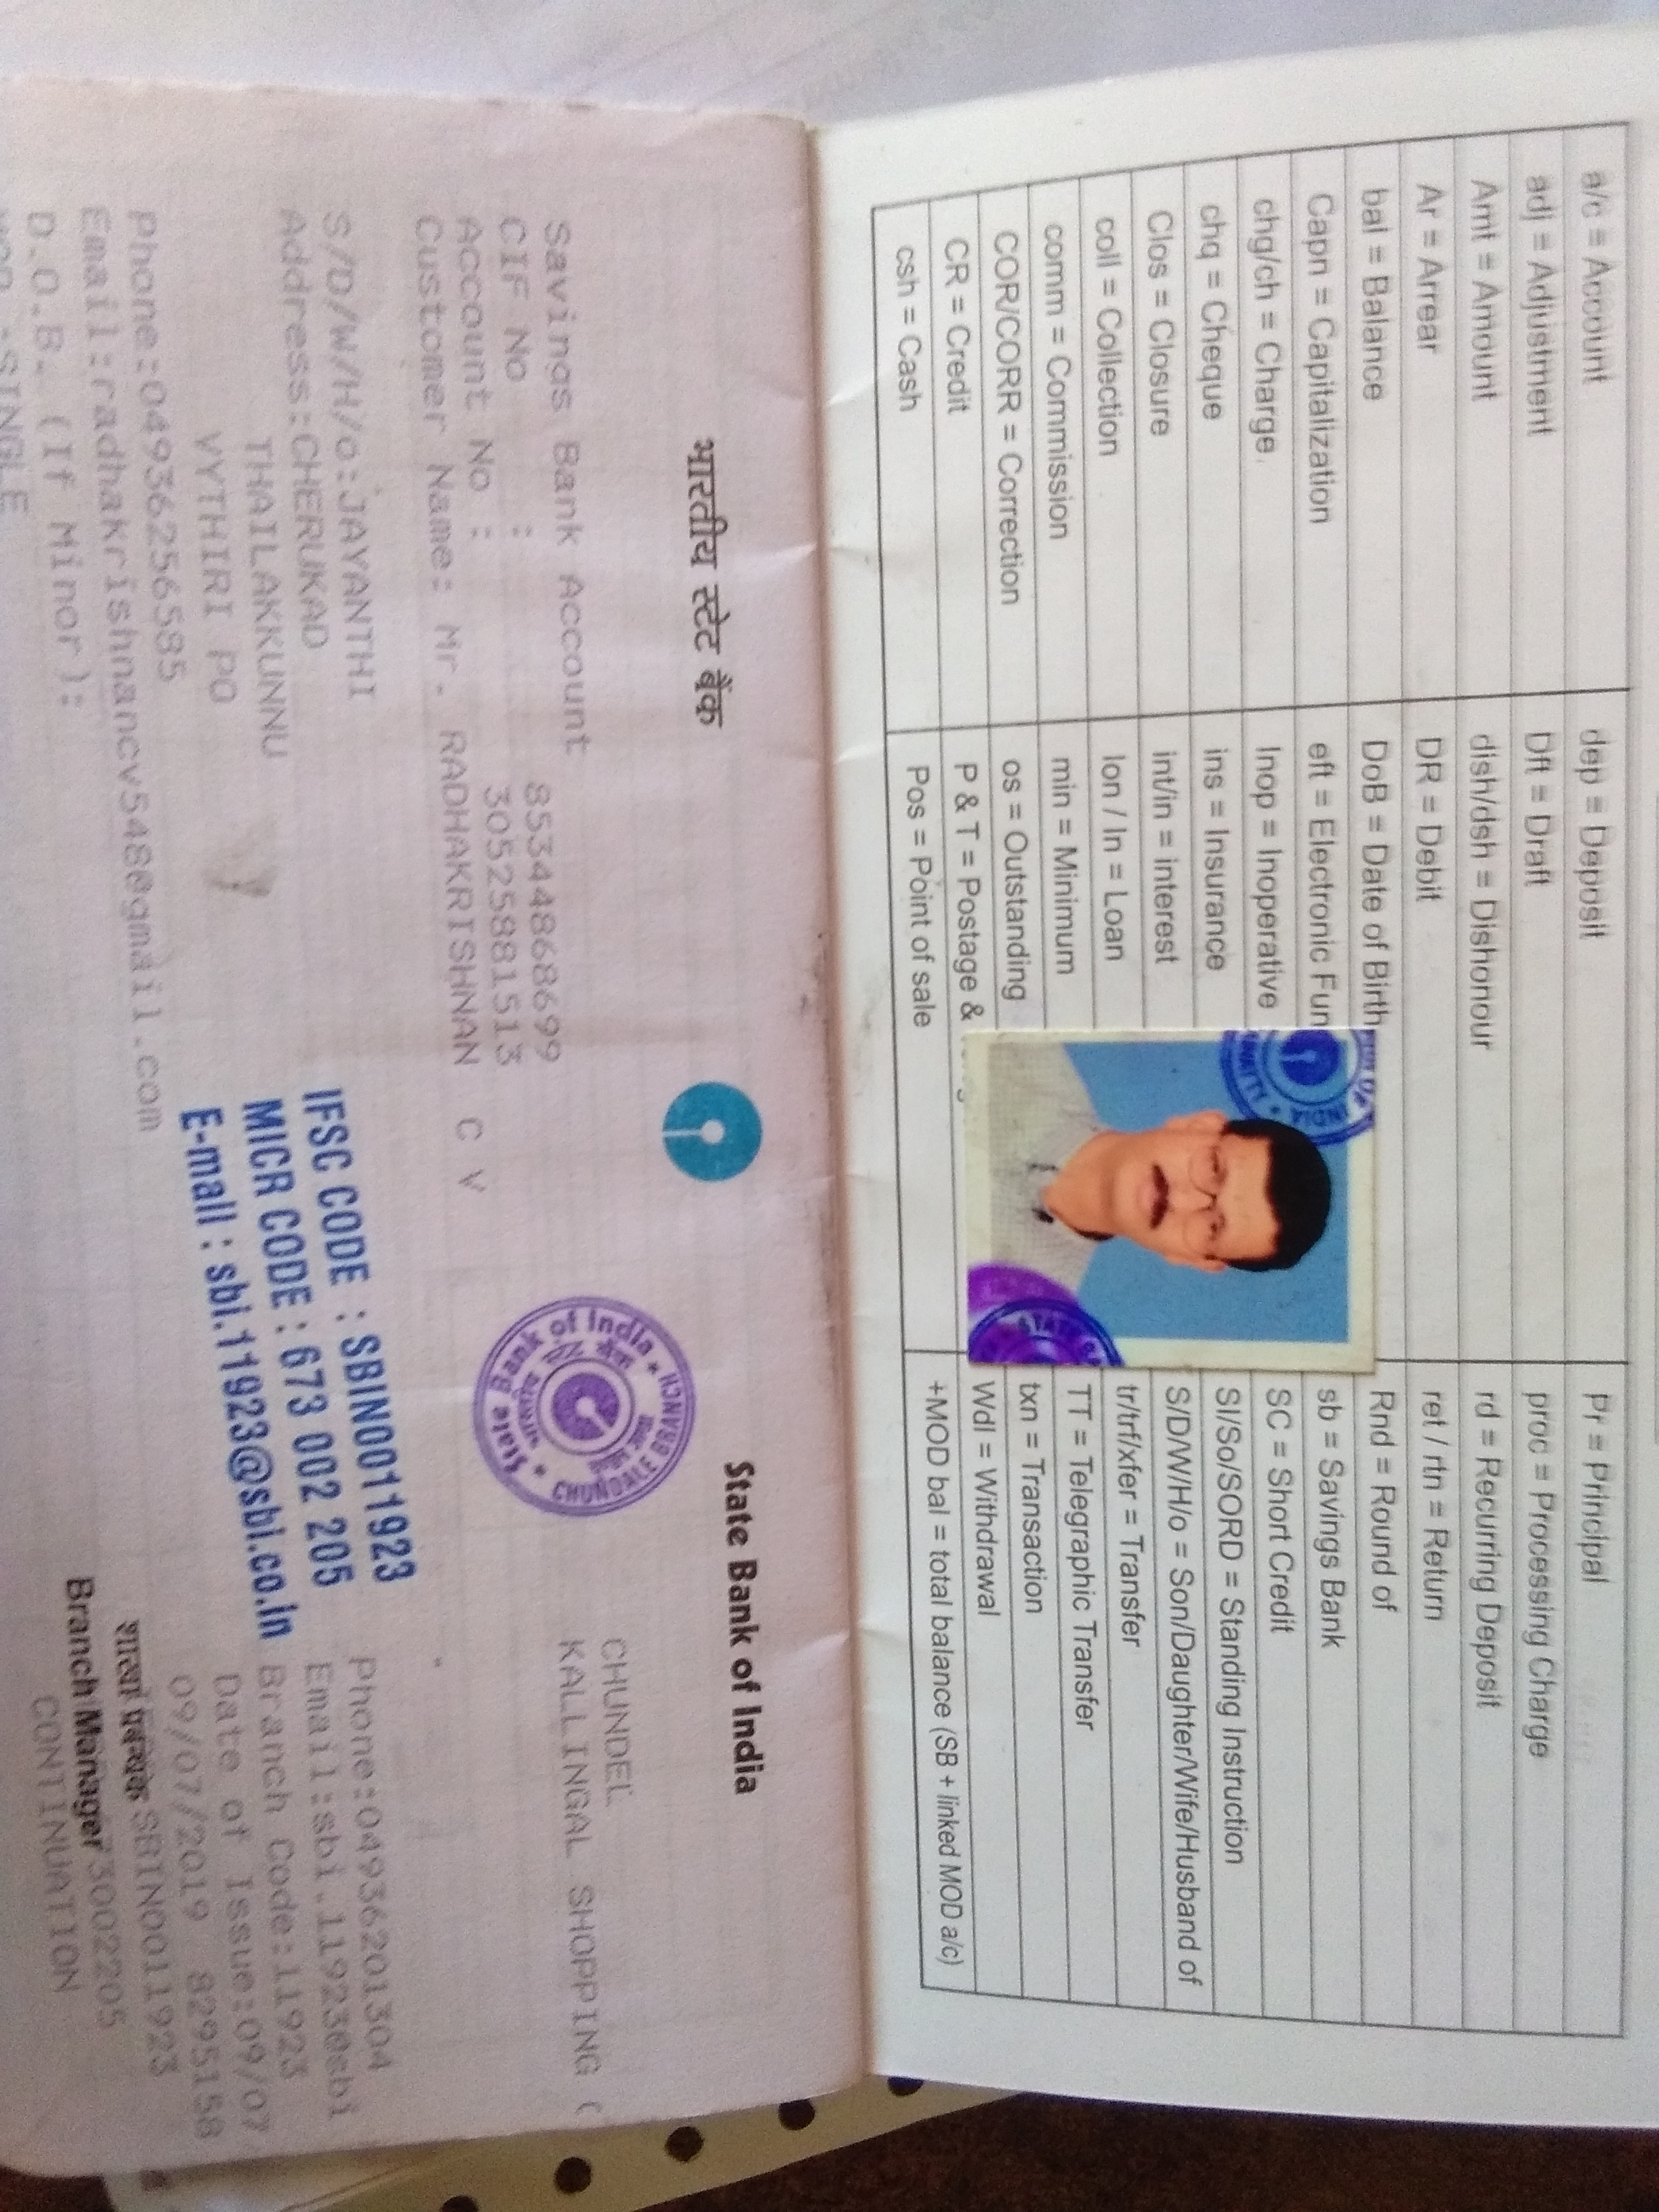 a/c = Account dep = Deposit pr = Principal
adj = Adjustment Dft = Draft proc = Processing Charge
Amt = Amount dish/dsh = Dishonour rd = Recurring Deposit
Ar = Arrear DR = Debit ret / rtn = Return
bal = Balance DoB = Date of Birth Rnd = Round of
Capn = Capitalization eft = Electronic Fun sb = Savings Bank
chg/ch = Charge Inop = Inoperative SC = Short Credit
chq = Cheque ins = Insurance SI/So/SORD = Standing Instruction
Clos = Closure int/in = interest S/D/W/H/o = Son/Daughter/Wife/Husband of
coll = Collection lon / ln = Loan tr/trf/xfer = Transfer
comm = Commission min = Minimum TT = Telegraphic Transfer
COR/CORR = Correction os = Outstanding txn = Transaction
CR = Credit P & T = Postage & Wdl = Withdrawal
csh = Cash Pos = Point of sale +MOD bal = total balance (SB + linked MOD a/c)
भारतीय स्टेट बैंक State Bank of India
CHUNDEL
Savings Bank Account KALLINGAL SHOPPING
CIF No : 85344868699
Account No : 30525881513
Customer Name: Mr. RADHAKRISHNAN C V
State Bank of India
CHUNDALE BRANCH
S/D/W/H/o:JAYANTHI Phone:04936201304
Address:CHERUKAD Email:sbi.11923@sbi
THAILAKKUNNU Branch Code:11923
VYTHIRI PO Date of Issue:09/07/
09/07/2019 8295158
Phone:04936256585 SBIN0011923
Email:radhakrishnancv548@gmail.com 3002205
D.O.B. (If Minor): CONTINUATION
:SINGLE
IFSC CODE : SBIN0011923
MICR CODE : 673 002 205
E-mail : sbi.11923@sbi.co.in
शाखा प्रबन्धक
Branch Manager